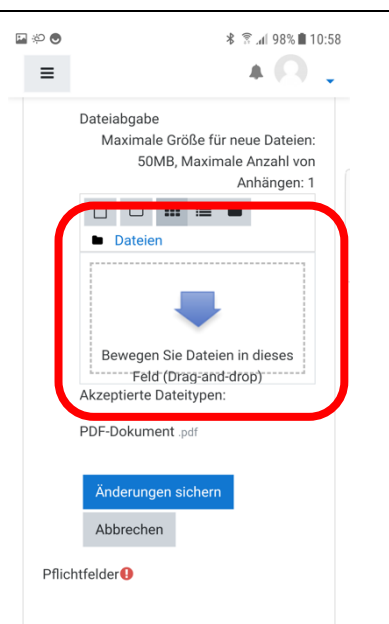 98% 10:58
Dateiabgabe
Maximale Größe für neue Dateien:
50MB, Maximale Anzahl von
Anhängen: 1
Dateien
Bewegen Sie Dateien in dieses
Feld (Drag-and-drop)
Akzeptierte Dateitypen:
PDF-Dokument .pdf
Änderungen sichern
Abbrechen
Pflichtfelder